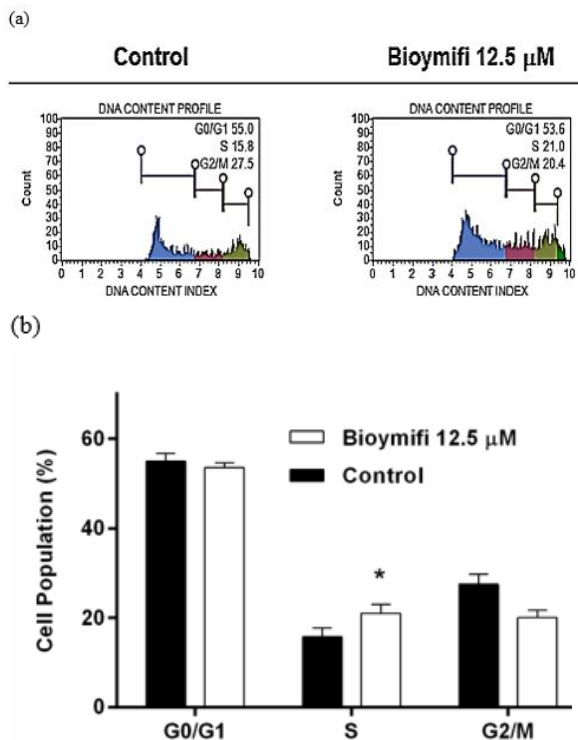 (a)
Control
Bioymifi 12.5 μM
DNA CONTENT PROFILE
G0/G1 55.0
S 15.8
G2/M 27.5
Count
100
90
80
70
60
50
40
30
20
10
0
0 1 2 3 4 5 6 7 8 9 10
DNA CONTENT INDEX
DNA CONTENT PROFILE
G0/G1 53.6
S 21.0
G2/M 20.4
Count
100
90
80
70
60
50
40
30
20
10
0
0 1 2 3 4 5 6 7 8 9 10
DNA CONTENT INDEX
(b)
Cell Population (%)
60
40
20
0
Bioymifi 12.5 μM
Control
*
G0/G1 S G2/M